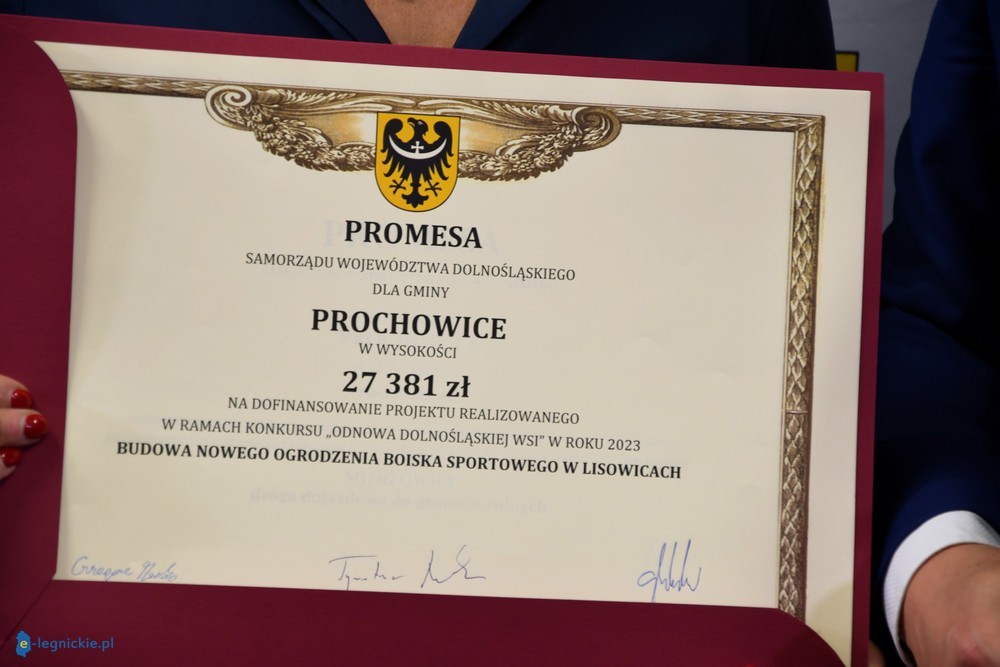 PROMESA
SAMORZĄDU WOJEWÓDZTWA DOLNOŚLĄSKIEGO
DLA GMINY
PROCHOWICE
W WYSOKOŚCI
27 381 zł
NA DOFINANSOWANIE PROJEKTU REALIZOWANEGO
W RAMACH KONKURSU „ODNOWA DOLNOŚLĄSKIEJ WSI” W ROKU 2023
BUDOWA NOWEGO OGRODZENIA BOISKA SPORTOWEGO W LISOWICACH
e-legnickie.pl